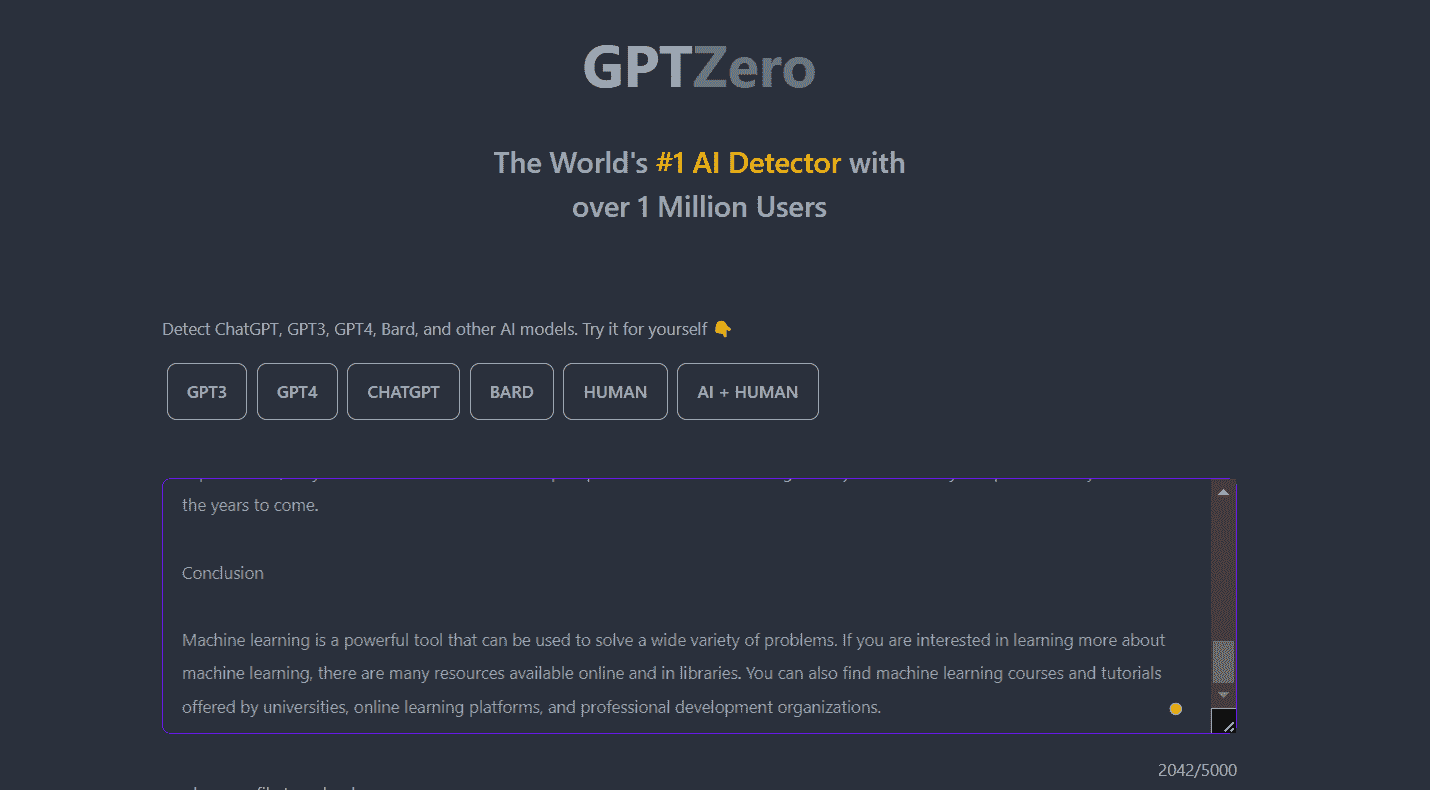 GPTZero
The World's #1 AI Detector with
over 1 Million Users
Detect ChatGPT, GPT3, GPT4, Bard, and other AI models. Try it for yourself 👇
GPT3 GPT4 CHATGPT BARD HUMAN AI + HUMAN
the years to come.
Conclusion
Machine learning is a powerful tool that can be used to solve a wide variety of problems. If you are interested in learning more about
machine learning, there are many resources available online and in libraries. You can also find machine learning courses and tutorials
offered by universities, online learning platforms, and professional development organizations.
2042/5000